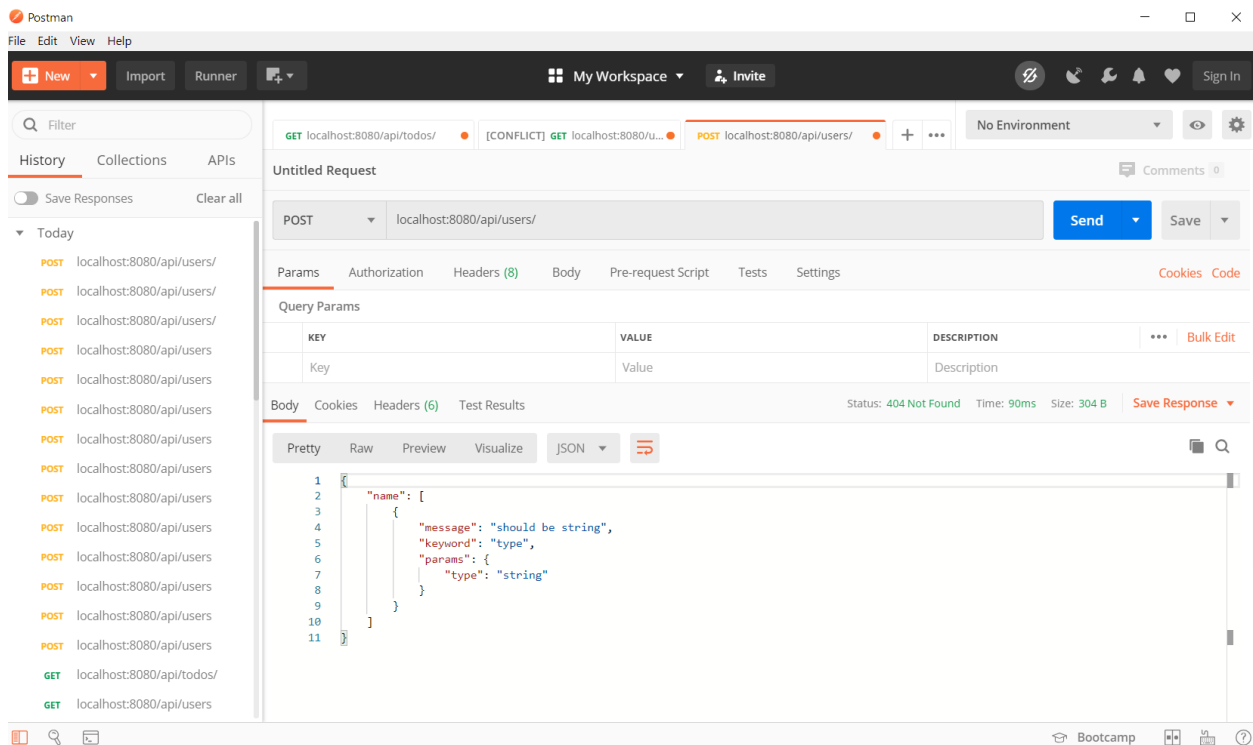 Postman
File Edit View Help
New Import Runner My Workspace Invite Sign In
Filter
History Collections APIs
Save Responses Clear all
Today
POST localhost:8080/api/users/
POST localhost:8080/api/users/
POST localhost:8080/api/users/
POST localhost:8080/api/users
POST localhost:8080/api/users
POST localhost:8080/api/users
POST localhost:8080/api/users
POST localhost:8080/api/users
POST localhost:8080/api/users
POST localhost:8080/api/users
POST localhost:8080/api/users
POST localhost:8080/api/users
POST localhost:8080/api/users
POST localhost:8080/api/users
GET localhost:8080/api/todos/
GET localhost:8080/api/users
GET localhost:8080/api/todos/ [CONFLICT] GET localhost:8080/u... POST localhost:8080/api/users/ + ••• No Environment
Untitled Request Comments 0
POST localhost:8080/api/users/ Send Save
Params Authorization Headers (8) Body Pre-request Script Tests Settings Cookies Code
Query Params
KEY VALUE DESCRIPTION ••• Bulk Edit
Key Value Description
Body Cookies Headers (6) Test Results Status: 404 Not Found Time: 90ms Size: 304 B Save Response
Pretty Raw Preview Visualize JSON
1 {
2 "name": [
3 {
4 "message": "should be string",
5 "keyword": "type",
6 "params": {
7 "type": "string"
8 }
9 }
10 ]
11 }
Bootcamp